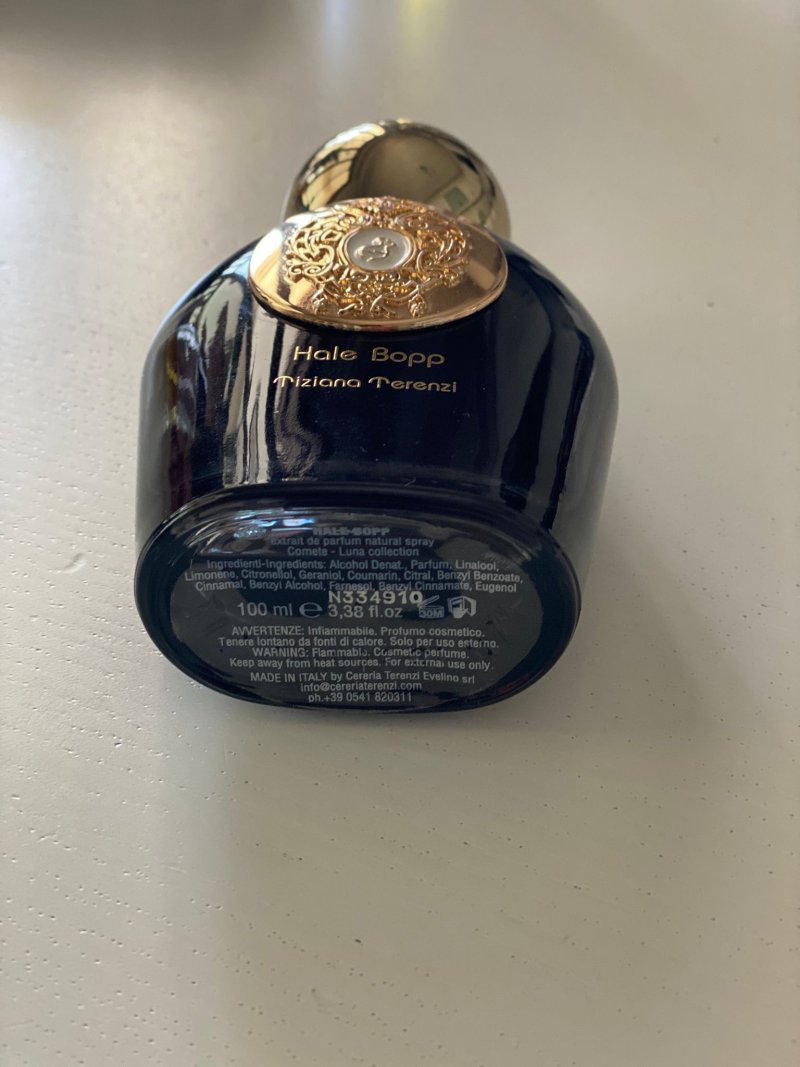 Hale Bopp
Tiziana Terenzi
HALE BOPP
extrait de parfum natural spray
Comete - Luna collection
Ingredienti-Ingredients: Alcohol Denat., Parfum, Linalool,
Limonene, Citronellol, Geraniol, Coumarin, Citral, Benzyl Benzoate,
Cinnamal, Benzyl Alcohol, Farnesol, Benzyl Cinnamate, Eugenol
N334910
100 ml ℮ 3,38 fl.oz 30M
AVVERTENZE: Infiammabile. Profumo cosmetico.
Tenere lontano da fonti di calore. Solo per uso esterno.
WARNING: Flammable. Cosmetic perfume.
Keep away from heat sources. For external use only.
MADE IN ITALY by Cereria Terenzi Evelino srl
info@cereriaterenzi.com
ph.+39 0541 820311